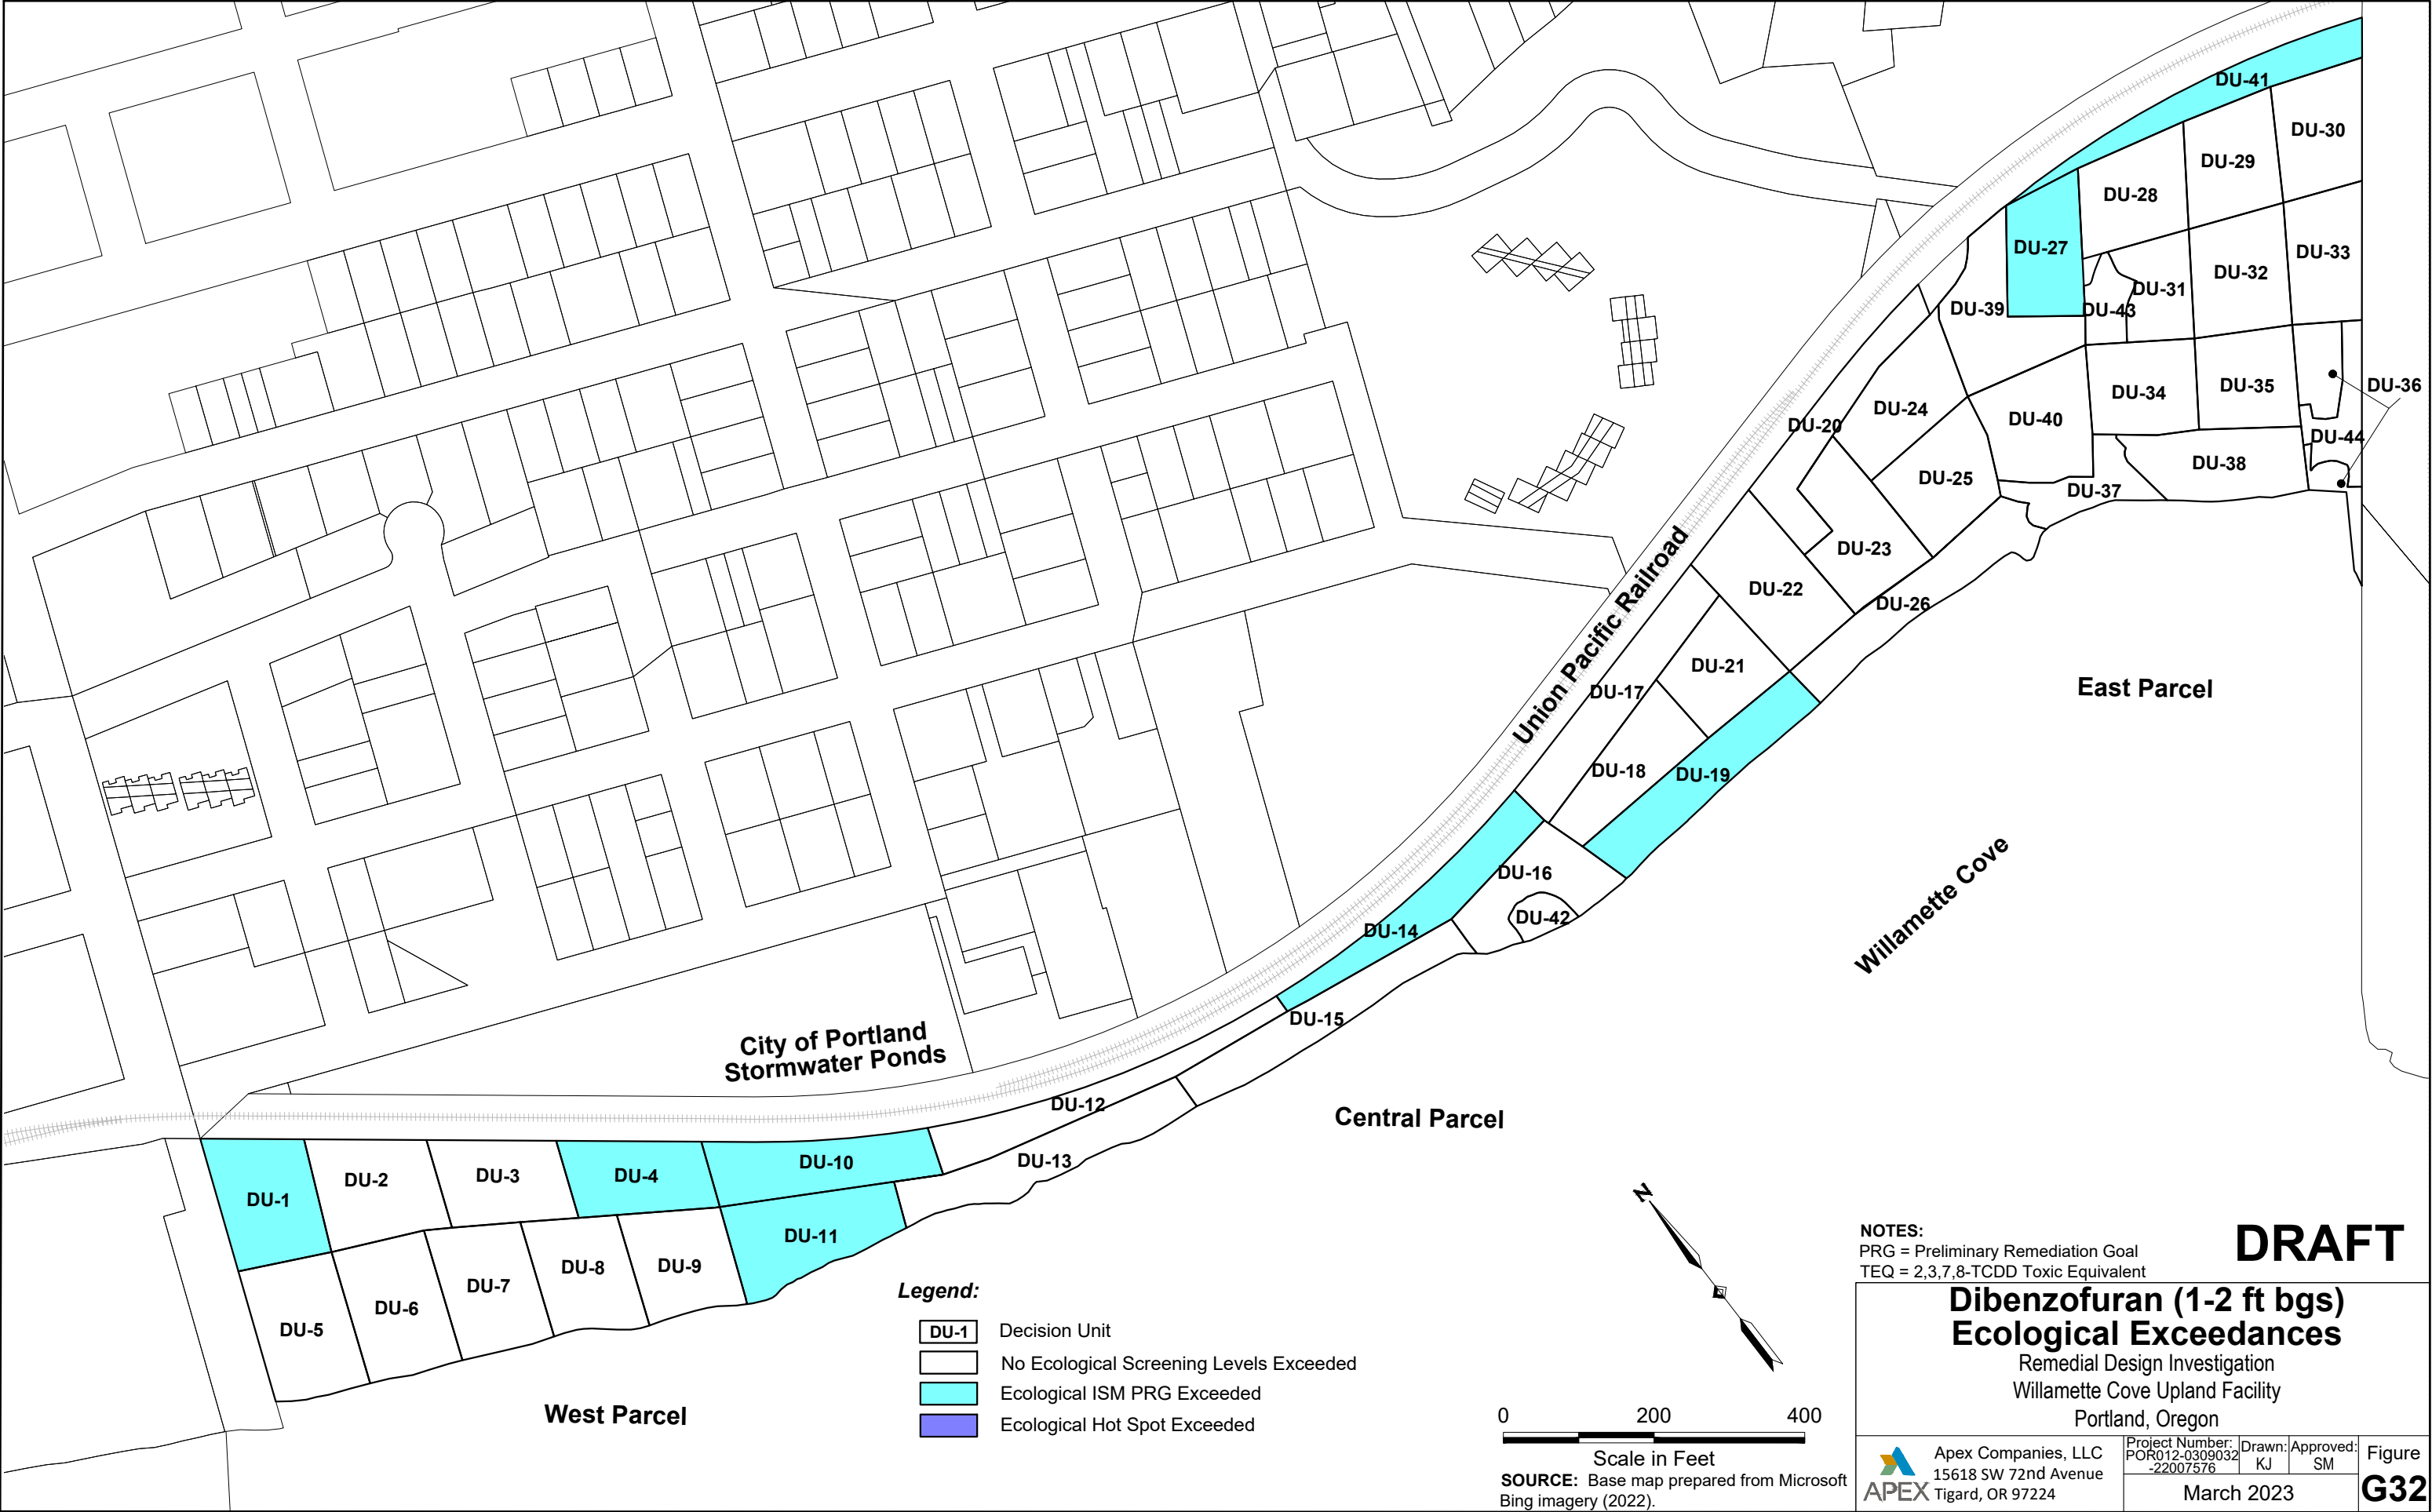 DU-41
DU-30
DU-29
DU-28
DU-27
DU-33
DU-32
DU-31
DU-39
DU-43
DU-36
DU-35
DU-34
DU-24
DU-40
DU-20
DU-44
DU-38
DU-25
DU-37
DU-23
DU-22
DU-26
Union Pacific Railroad
DU-21
DU-17
East Parcel
DU-18
DU-19
DU-16
DU-42
DU-14
Willamette Cove
DU-15
City of Portland
Stormwater Ponds
DU-12
Central Parcel
DU-13
DU-10
DU-4
DU-3
DU-2
DU-1
DU-11
DU-9
DU-8
DU-7
DU-6
DU-5
West Parcel
Legend:
DU-1 Decision Unit
No Ecological Screening Levels Exceeded
Ecological ISM PRG Exceeded
Ecological Hot Spot Exceeded
N
0 200 400
Scale in Feet
SOURCE: Base map prepared from Microsoft
Bing imagery (2022).
NOTES:
PRG = Preliminary Remediation Goal
TEQ = 2,3,7,8-TCDD Toxic Equivalent
DRAFT
Dibenzofuran (1-2 ft bgs)
Ecological Exceedances
Remedial Design Investigation
Willamette Cove Upland Facility
Portland, Oregon
APEX
Apex Companies, LLC
15618 SW 72nd Avenue
Tigard, OR 97224
Project Number:
POR012-0309032
-22007576
Drawn:
KJ
Approved:
SM
March 2023
Figure
G32